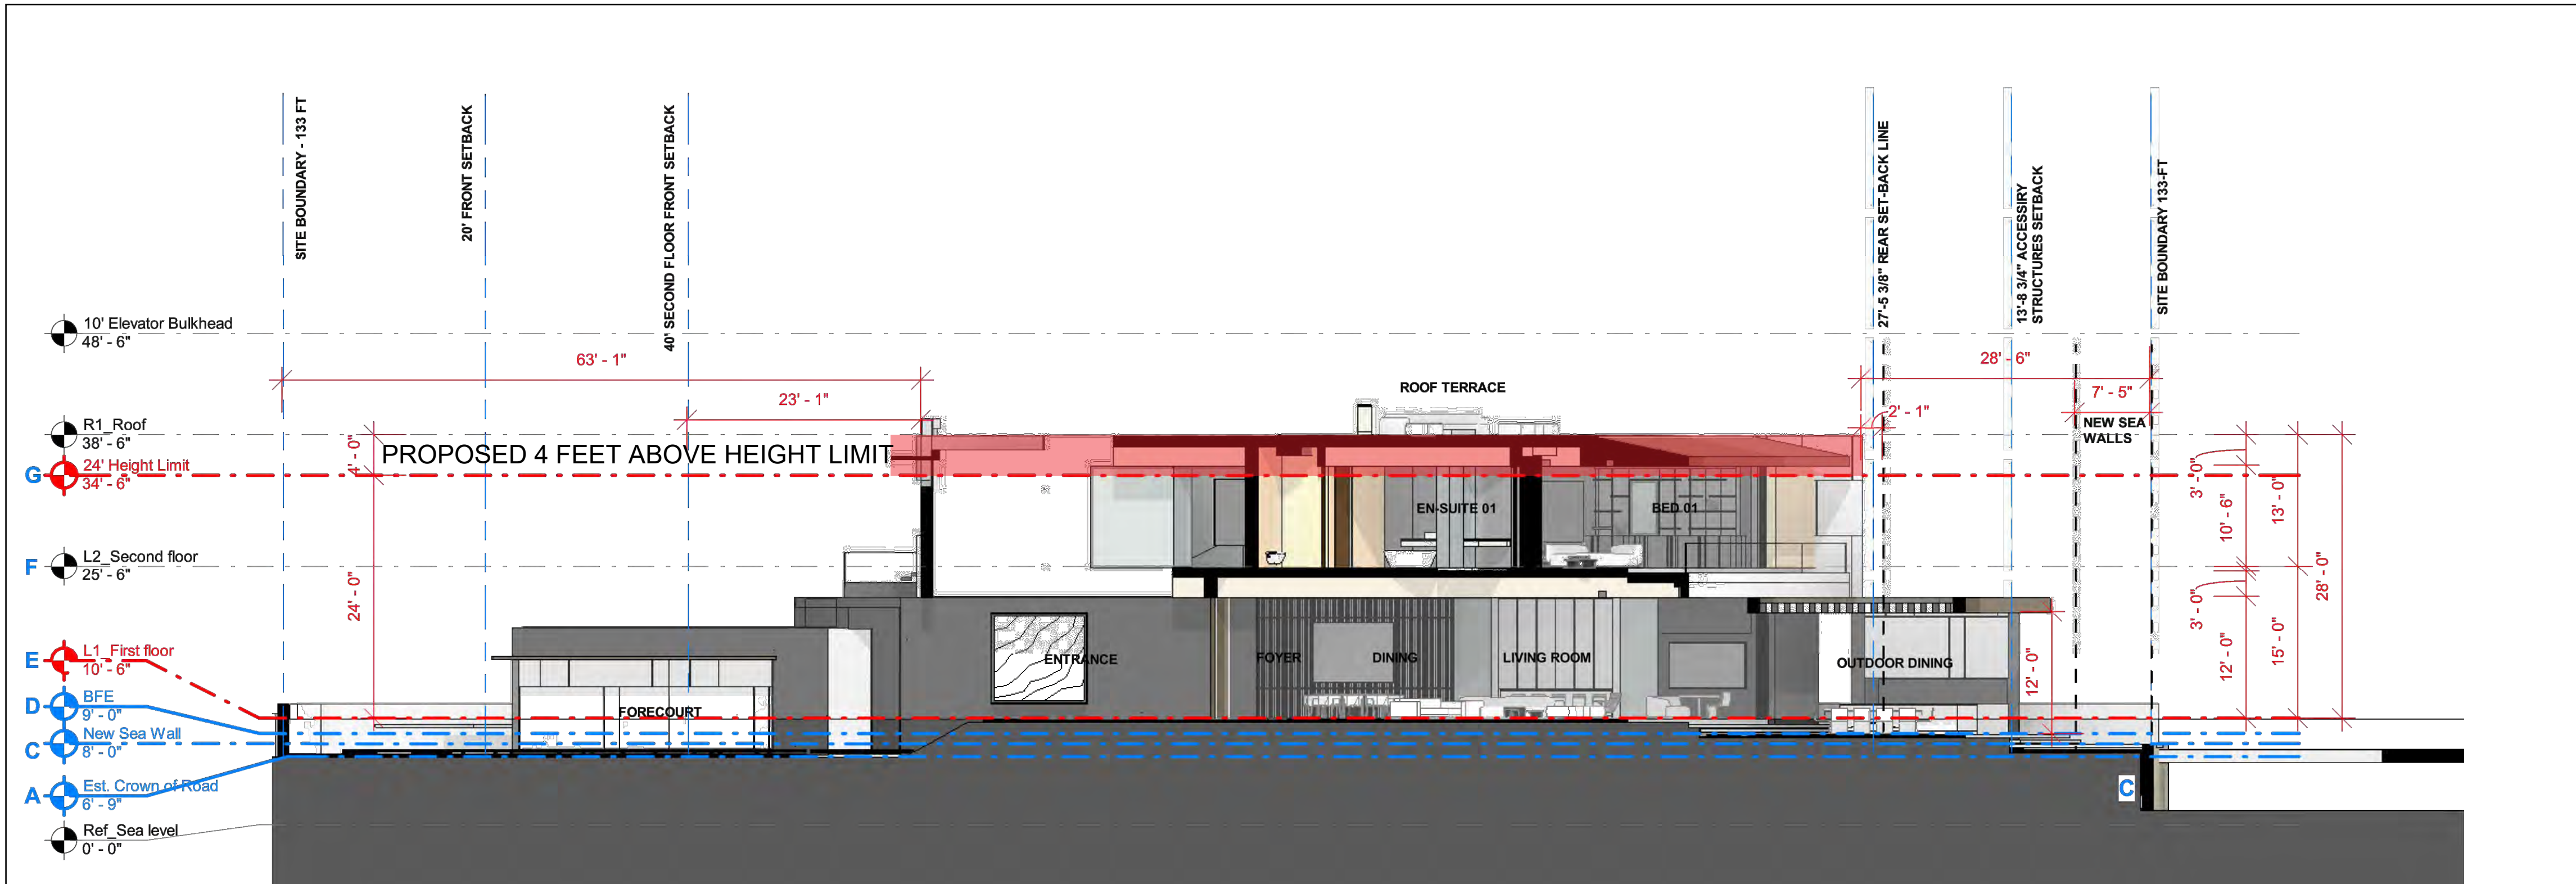 SITE BOUNDARY - 133 FT
20' FRONT SETBACK
40' SECOND FLOOR FRONT SETBACK
27'-5 3/8" REAR SET-BACK LINE
13'-8 3/4" ACCESSIRY
STRUCTURES SETBACK
SITE BOUNDARY 133-FT
10' Elevator Bulkhead
48' - 6"
63' - 1"
28' - 6"
23' - 1"
ROOF TERRACE
7' - 5"
2' - 1"
NEW SEA
WALLS
R1_Roof
38' - 6"
4' - 0"
PROPOSED 4 FEET ABOVE HEIGHT LIMIT
G
24' Height Limit
34' - 6"
3' - 0"
10' - 6"
13' - 0"
EN-SUITE 01
BED 01
F
L2_Second floor
25' - 6"
24' - 0"
28' - 0"
3' - 0"
12' - 0"
15' - 0"
E
L1_First floor
10' - 6"
ENTRANCE
FOYER
DINING
LIVING ROOM
OUTDOOR DINING
12' - 0"
D
BFE
9' - 0"
FORECOURT
C
New Sea Wall
8' - 0"
A
Est. Crown of Road
6' - 9"
C
Ref_Sea level
0' - 0"